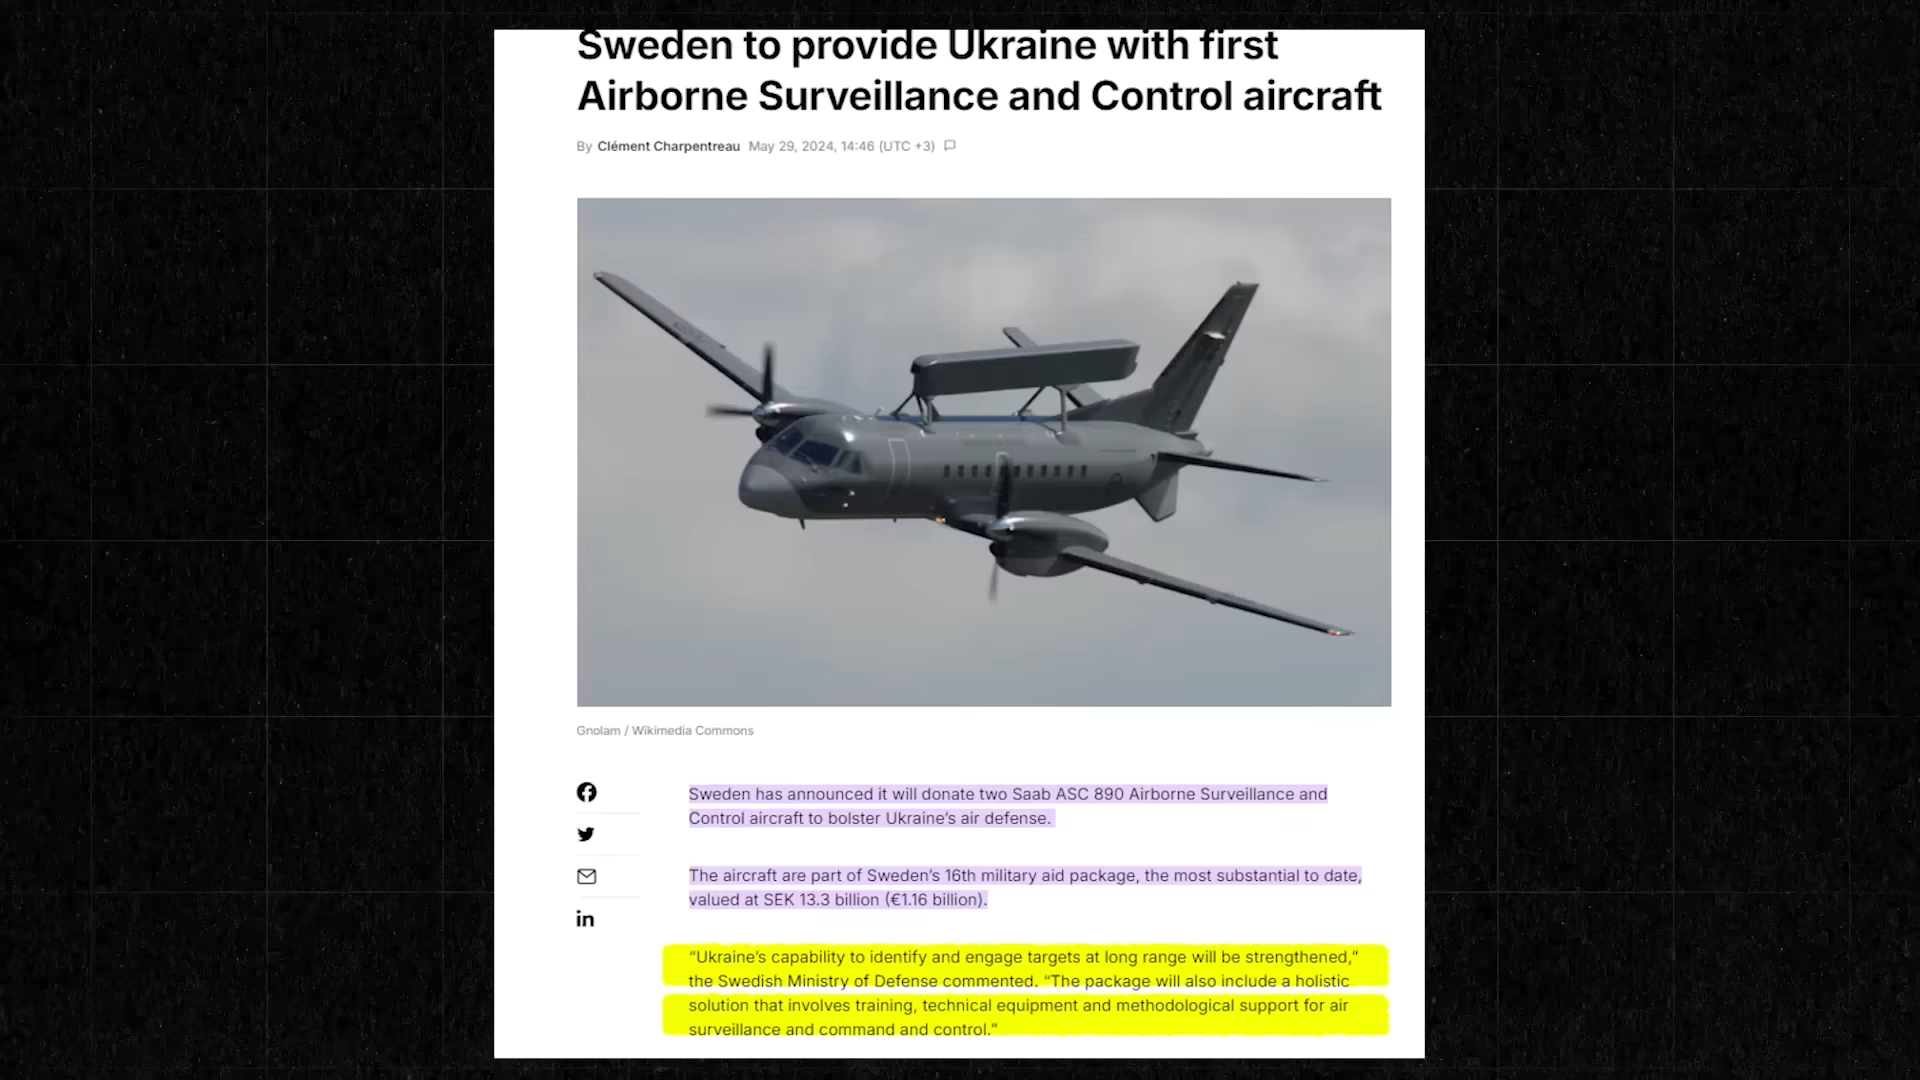 Sweden to provide Ukraine with first
Airborne Surveillance and Control aircraft
By Clément Charpentreau May 29, 2024, 14:46 (UTC +3)
Gnolam / Wikimedia Commons
Sweden has announced it will donate two Saab ASC 890 Airborne Surveillance and
Control aircraft to bolster Ukraine’s air defense.
The aircraft are part of Sweden’s 16th military aid package, the most substantial to date,
valued at SEK 13.3 billion (€1.16 billion).
in
“Ukraine’s capability to identify and engage targets at long range will be strengthened,”
the Swedish Ministry of Defense commented. “The package will also include a holistic
solution that involves training, technical equipment and methodological support for air
surveillance and command and control.”